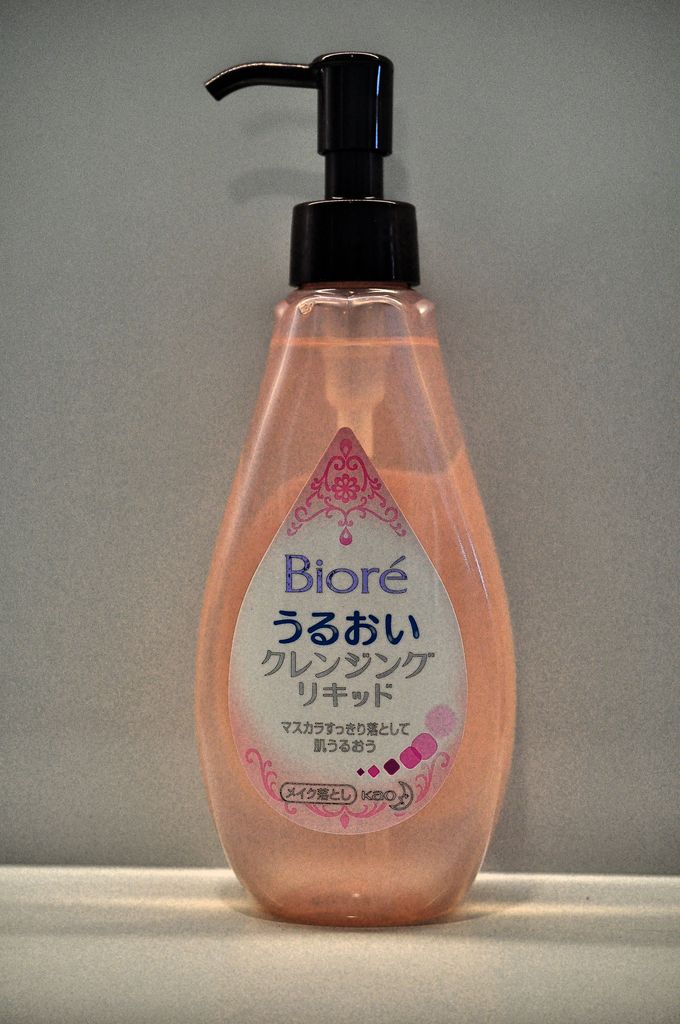 Bioré
うるおい
クレンジング
リキッド
マスカラすっきり落として
肌うるおう
メイク落とし Kao